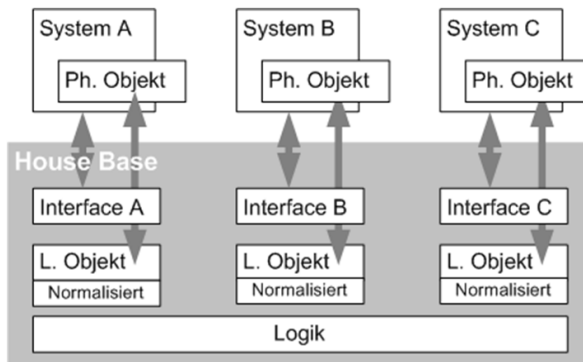 System A
System B
System C
Ph. Objekt
Ph. Objekt
Ph. Objekt
House Base
Interface A
Interface B
Interface C
L. Objekt
L. Objekt
L. Objekt
Normalisiert
Normalisiert
Normalisiert
Logik